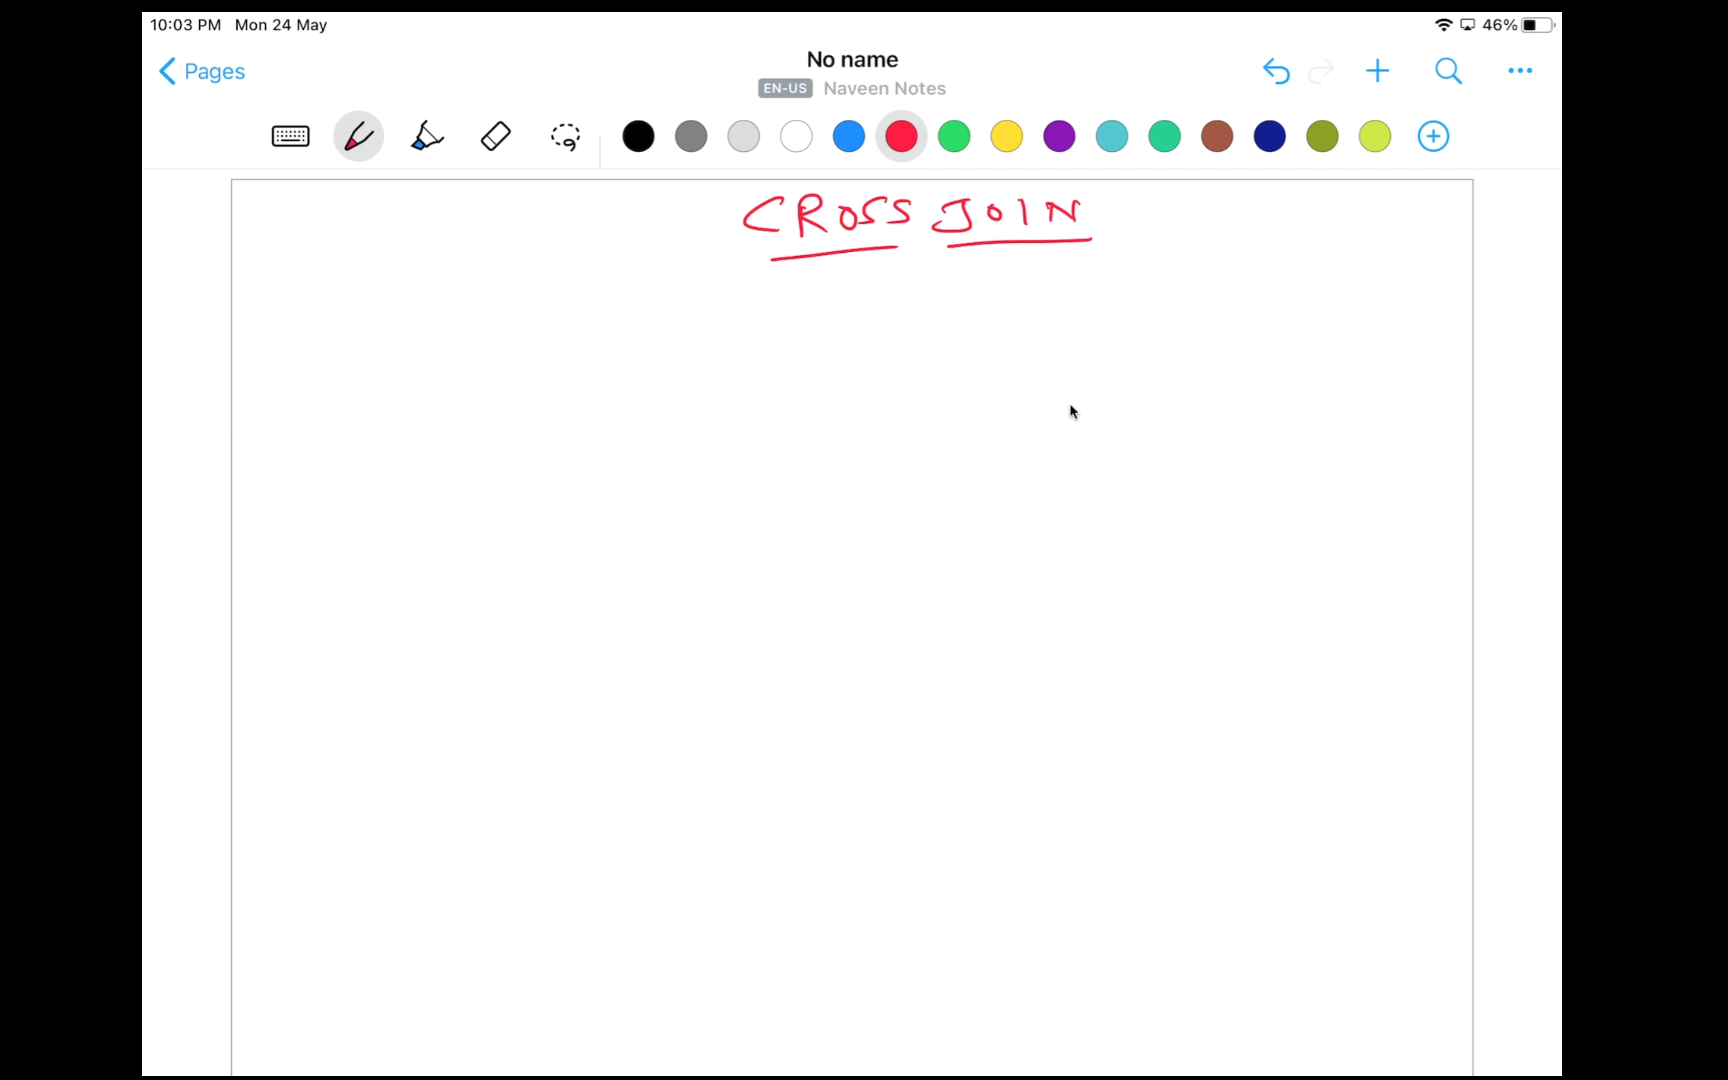 10:03 PM Mon 24 May 46%
Pages
No name
EN-US Naveen Notes
CROSS JOIN